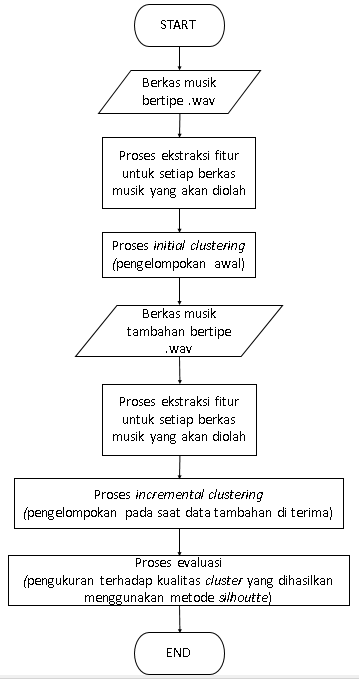 START
Berkas musik
bertipe .wav
Proses ekstraksi fitur
untuk setiap berkas
musik yang akan diolah
Proses initial clustering
(pengelompokan awal)
Berkas musik
tambahan bertipe
.wav
Proses ekstraksi fitur
untuk setiap berkas
musik yang akan diolah
Proses incremental clustering
(pengelompokan pada saat data tambahan di terima)
Proses evaluasi
(pengukuran terhadap kualitas cluster yang dihasilkan
menggunakan metode silhoutte)
END